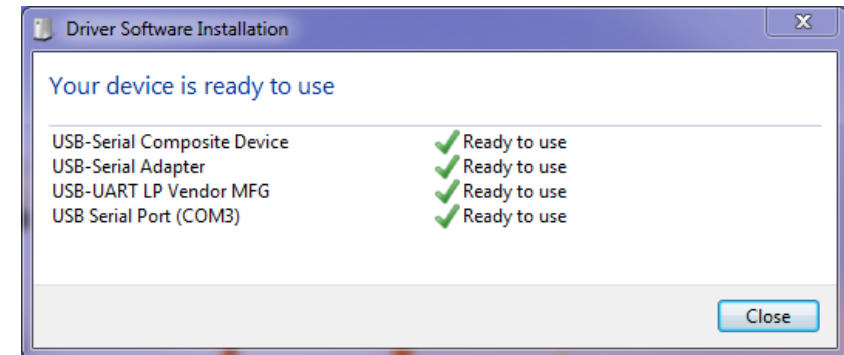 Driver Software Installation
Your device is ready to use
USB-Serial Composite Device Ready to use
USB-Serial Adapter Ready to use
USB-UART LP Vendor MFG Ready to use
USB Serial Port (COM3) Ready to use
Close